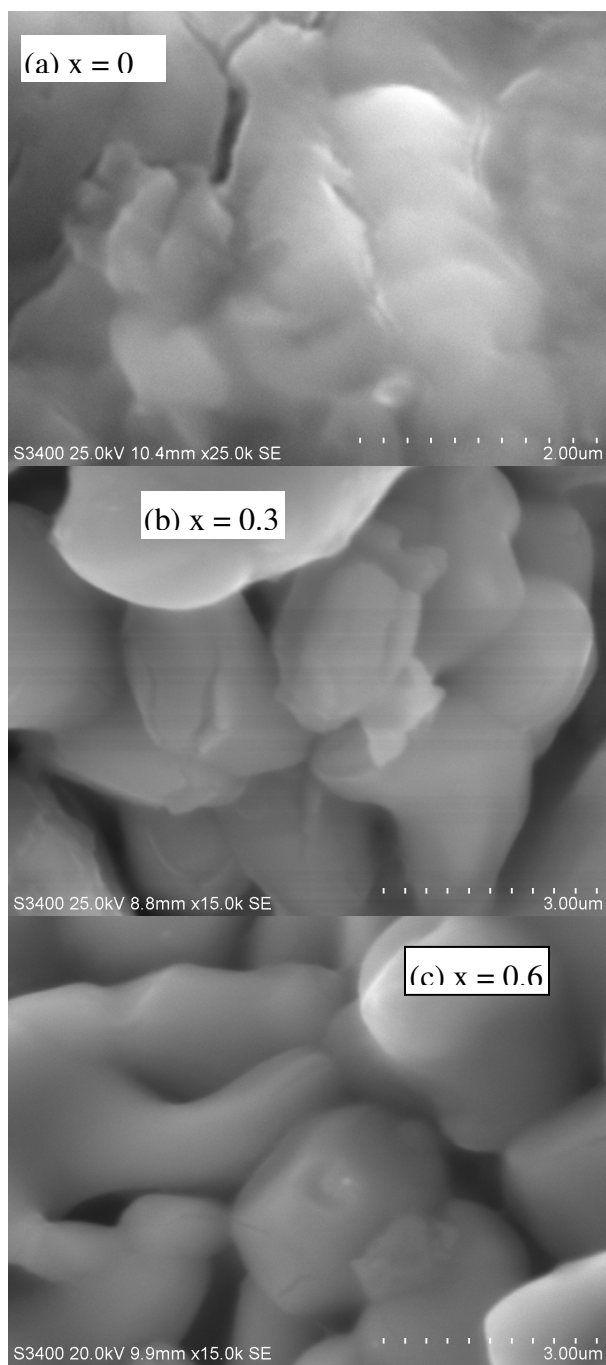 (a) x = 0
S3400 25.0kV 10.4mm x25.0k SE 2.00um
(b) x = 0.3
S3400 25.0kV 8.8mm x15.0k SE 3.00um
(c) x = 0.6
S3400 20.0kV 9.9mm x15.0k SE 3.00um